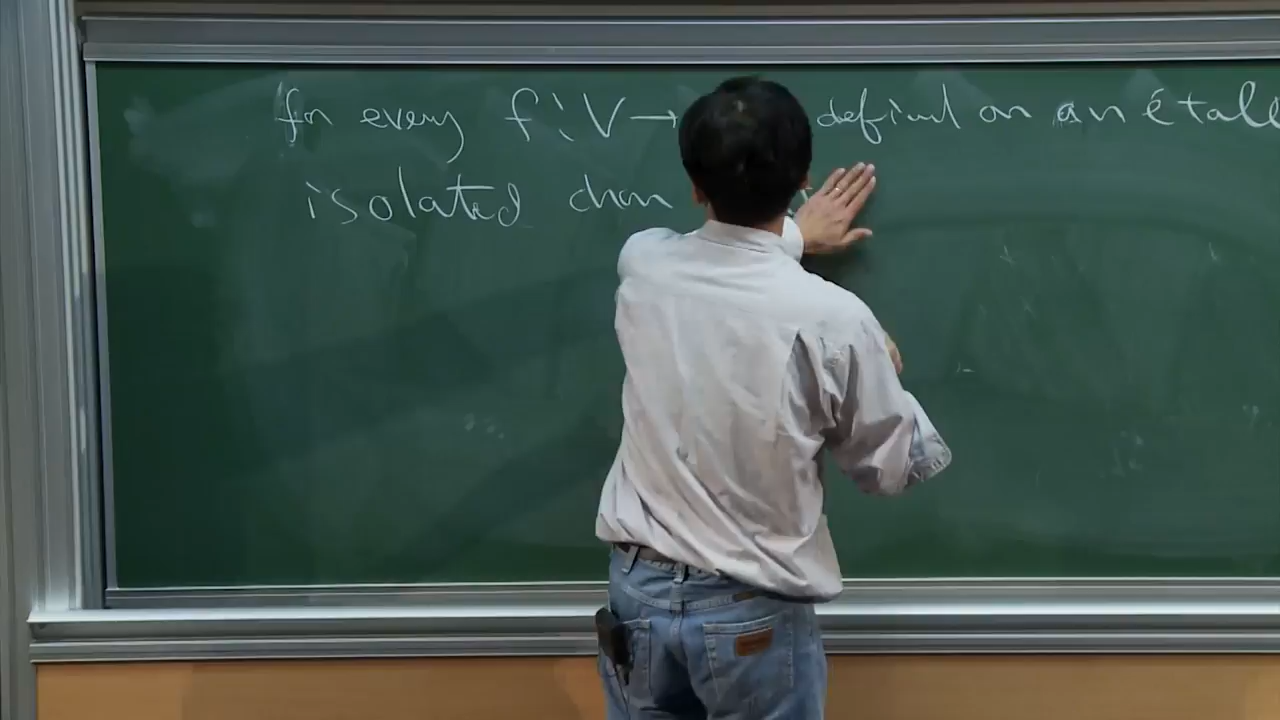 for every f : V → defined on an étale
isolated char